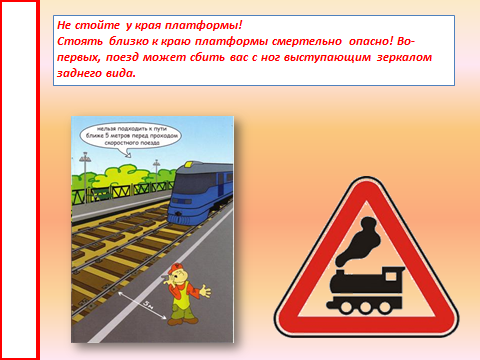 Не стойте у края платформы!
Стоять близко к краю платформы смертельно опасно! Во-
первых, поезд может сбить вас с ног выступающим зеркалом
заднего вида.
нельзя подходить к пути
ближе 5 метров перед проходом
скоростного поезда
5м